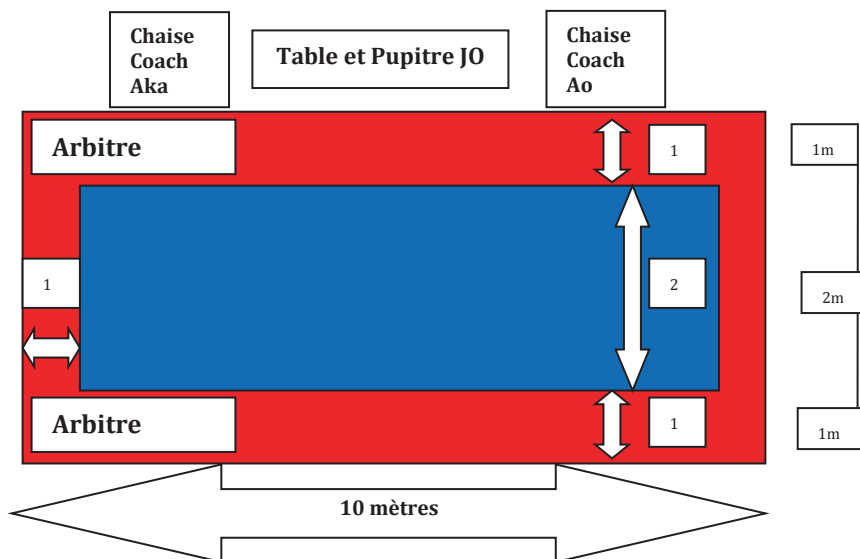 Chaise
Coach
Aka
Table et Pupitre JO
Chaise
Coach
Ao
Arbitre
1
1m
1
2
2m
Arbitre
1
1m
10 mètres